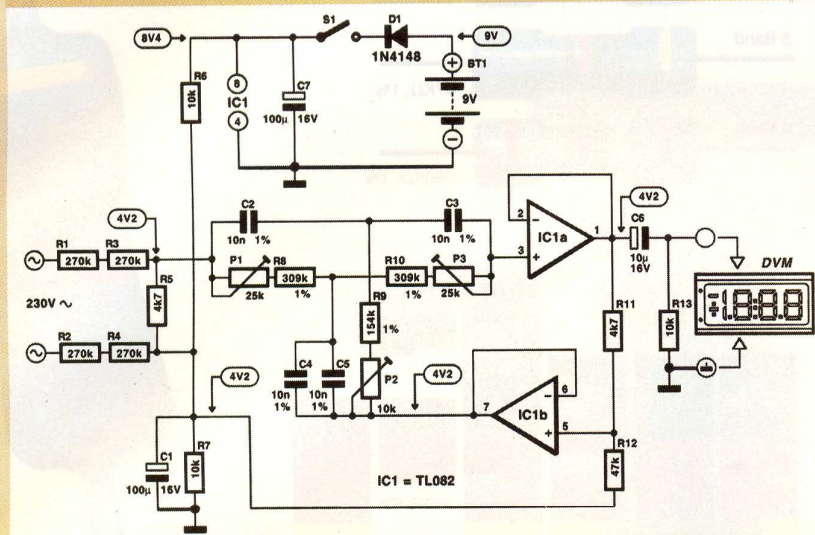 8V4
S1
D1
1N4148
9V
BT1
9V
R6
10k
8
IC1
4
C7
100µ 16V
4V2
C2
10n 1%
C3
10n 1%
4V2
R1
270k
R3
270k
R5
4k7
P1
25k
R8
309k
1%
R10
309k
1%
P3
25k
2
3
1
IC1a
C6
10µ
16V
DVM
230V ~
R9
154k
1%
R11
4k7
R13
10k
R2
270k
R4
270k
C4
10n
1%
C5
10n
1%
P2
10k
4V2
6
7
5
IC1b
4V2
R12
47k
C1
100µ 16V
R7
10k
IC1 = TL082
5 Band